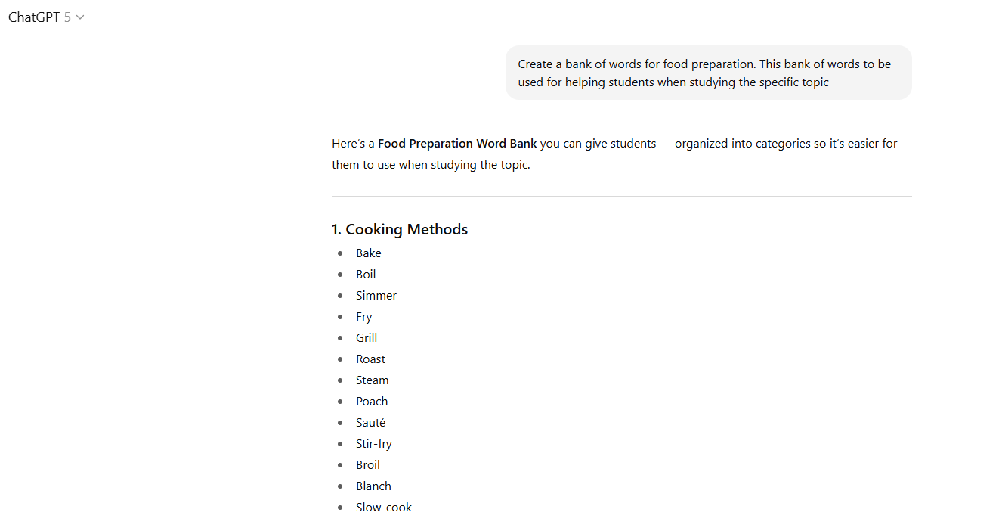 ChatGPT 5
Create a bank of words for food preparation. This bank of words to be
used for helping students when studying the specific topic
Here’s a Food Preparation Word Bank you can give students — organized into categories so it’s easier for
them to use when studying the topic.
1. Cooking Methods
• Bake
• Boil
• Simmer
• Fry
• Grill
• Roast
• Steam
• Poach
• Sauté
• Stir-fry
• Broil
• Blanch
• Slow-cook